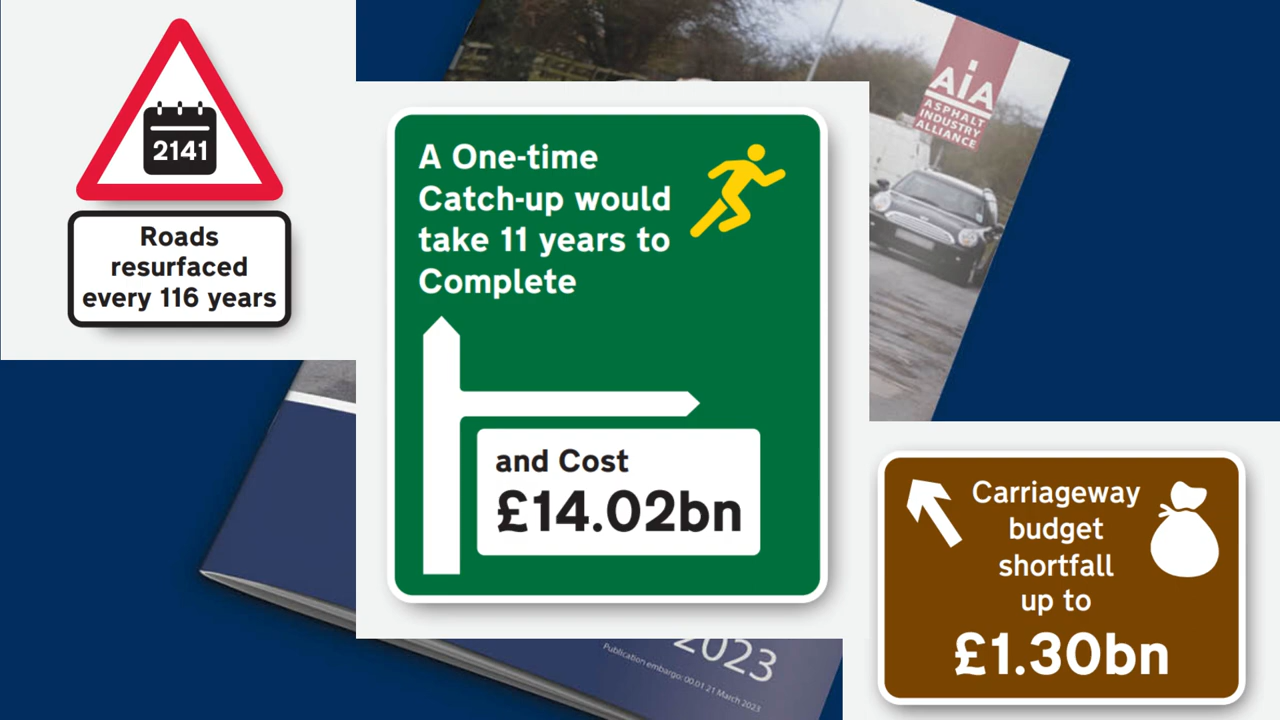 2141
Roads
resurfaced
every 116 years
A One-time
Catch-up would
take 11 years to
Complete
and Cost
£14.02bn
AIA
ASPHALT
INDUSTRY
ALLIANCE
Carriageway
budget
shortfall
up to
£1.30bn
2023
Publication embargo: 00.01 21 March 2023